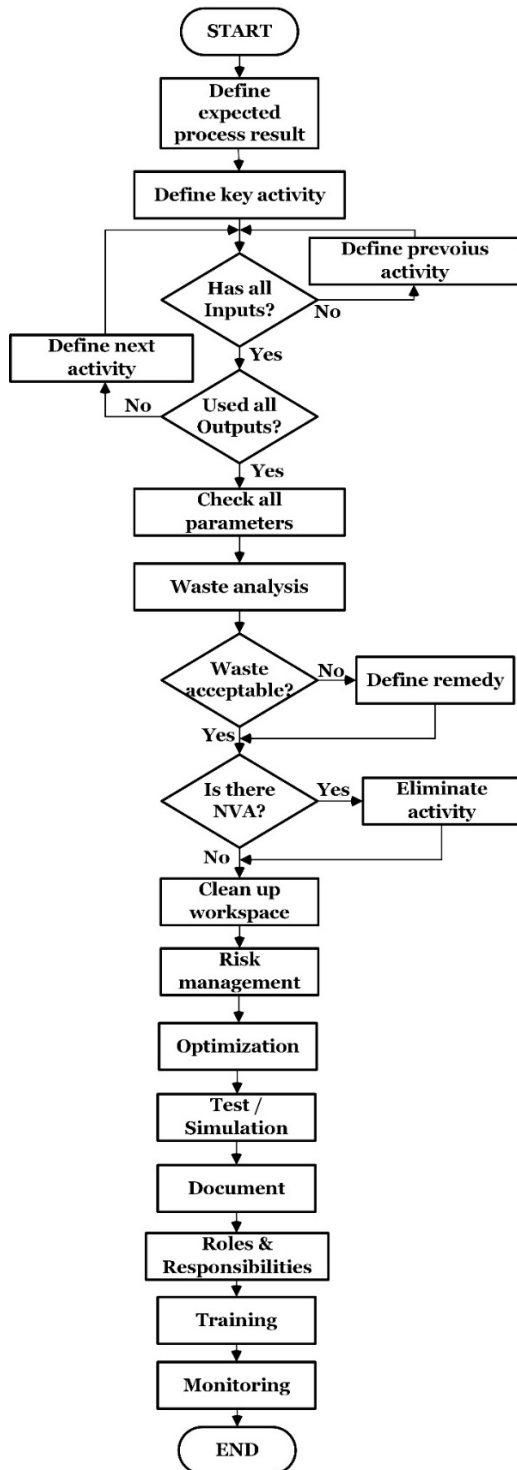 START
Define
expected
process result
Define key activity
Define prevoius
activity
Has all
Inputs?
No
Yes
Define next
activity
No
Used all
Outputs?
Yes
Check all
parameters
Waste analysis
Waste
acceptable?
No
Define remedy
Yes
Is there
NVA?
Yes
Eliminate
activity
No
Clean up
workspace
Risk
management
Optimization
Test /
Simulation
Document
Roles &
Responsibilities
Training
Monitoring
END